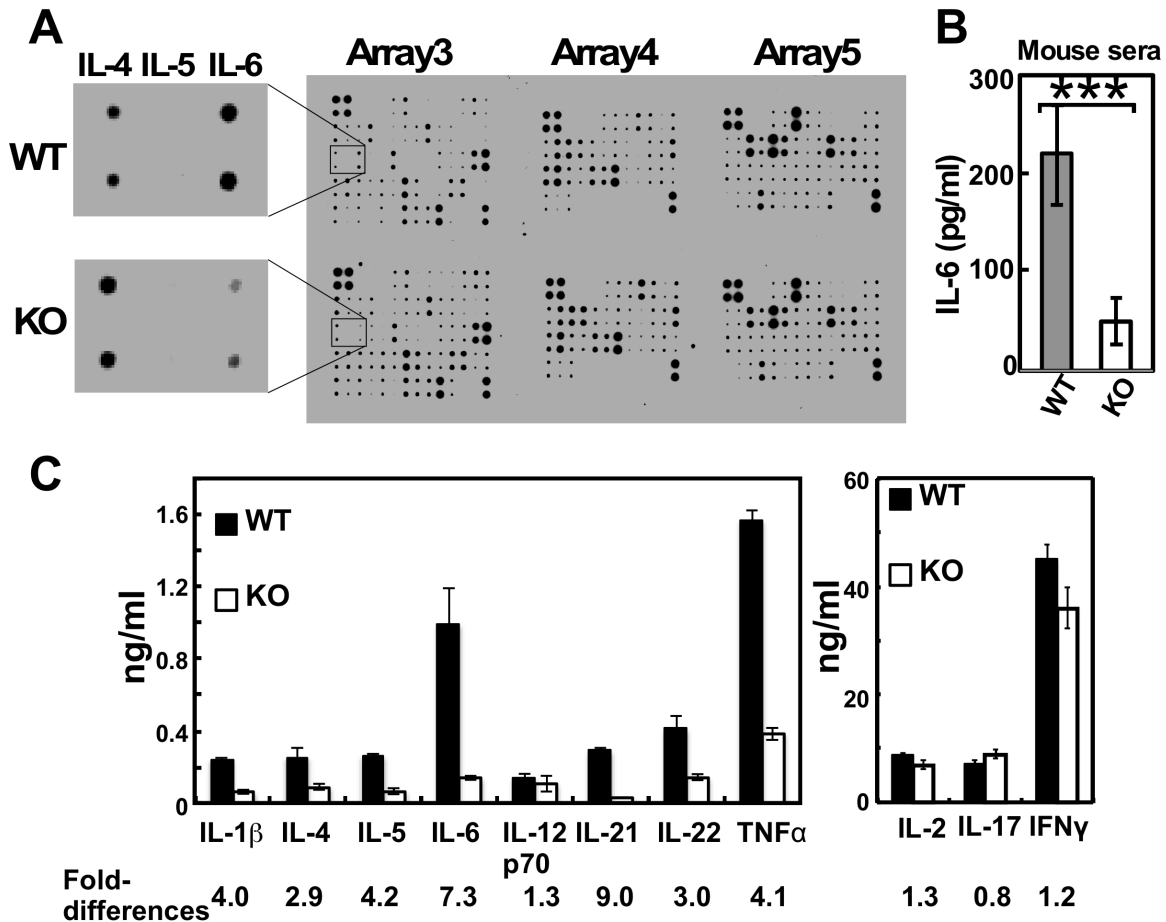 A
B
IL-4 IL-5 IL-6
Array3 Array4 Array5
WT
KO
Mouse sera
***
IL-6 (pg/ml)
300
200
100
0
WT KO
C
ng/ml
1.6
1.2
0.8
0.4
0
WT
KO
IL-1β IL-4 IL-5 IL-6 IL-12 p70 IL-21 IL-22 TNFα
ng/ml
60
40
20
0
WT
KO
IL-2 IL-17 IFNγ
Fold-
differences
4.0 2.9 4.2 7.3 1.3 9.0 3.0 4.1 1.3 0.8 1.2